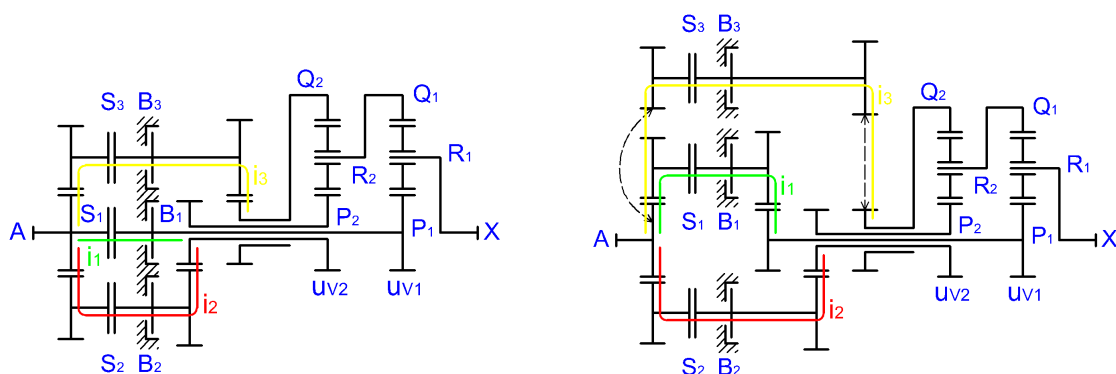 S3 B3 Q2 Q1
i3
R2 R1
S1 B1
P2
A i1 P1 X
i2 uV2 uV1
S2 B2
S3 B3
i3 Q2 Q1
i1 R2 R1
S1 B1 P2
A P1 X
i2 uV2 uV1
S2 B2